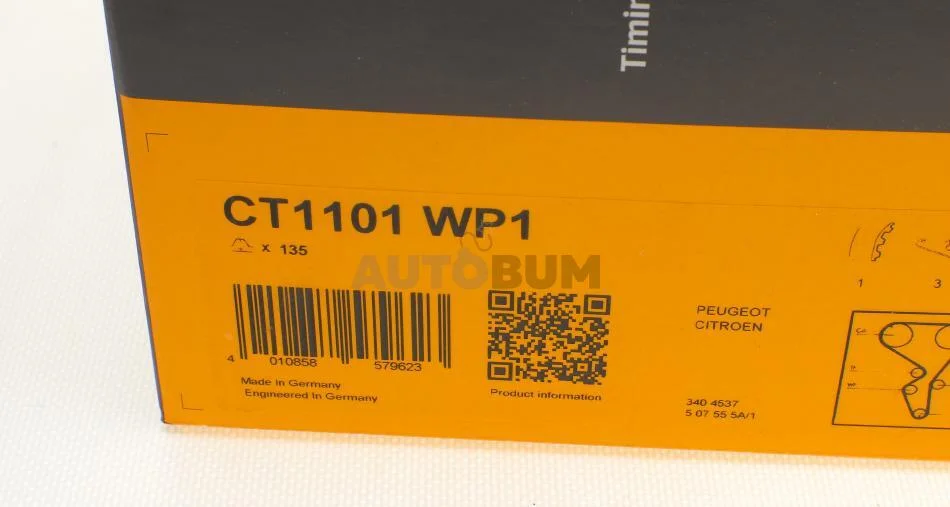 Timin
CT1101 WP1
x 135
AUTOBUM
4 010858 579623
Made in Germany
Engineered In Germany
Product information
PEUGEOT
CITROEN
340 4537
5 07 55 5A/1
1
3